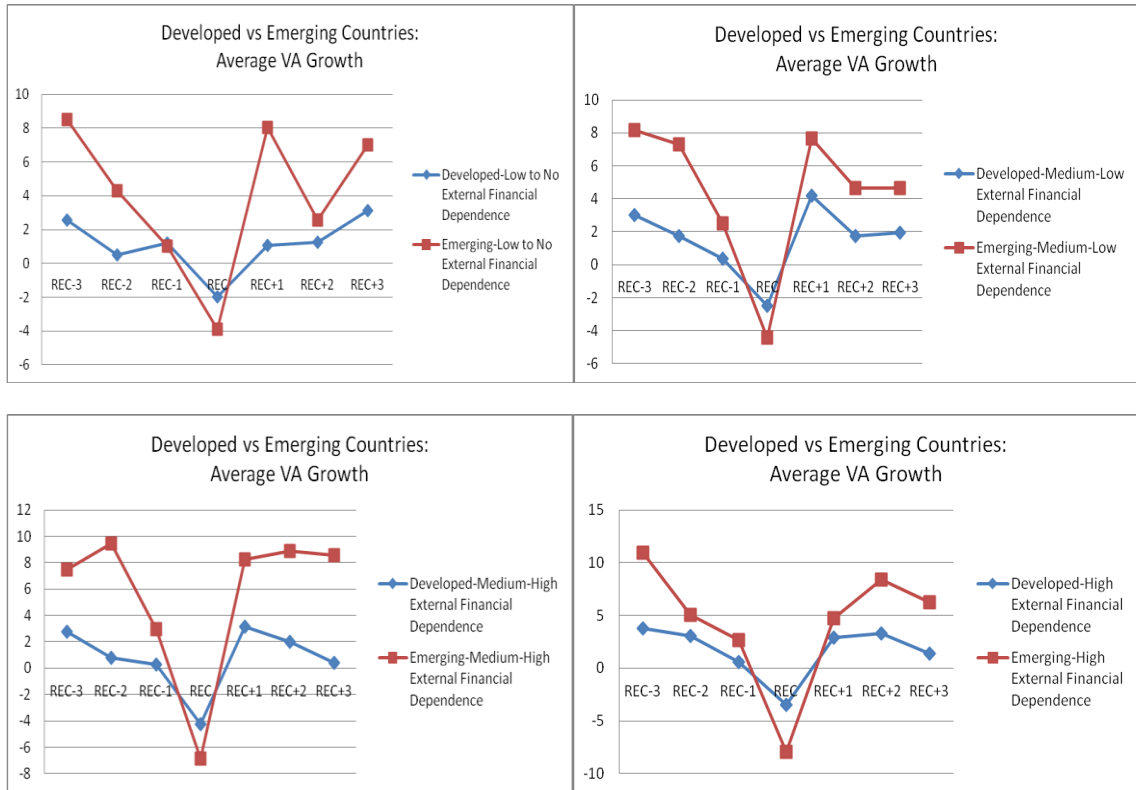 Developed vs Emerging Countries:
Average VA Growth
10
8
6
4
2
0
-2
-4
-6
REC-3 REC-2 REC-1 REC REC+1 REC+2 REC+3
Developed-Low to No
External Financial
Dependence
Emerging-Low to No
External Financial
Dependence
Developed vs Emerging Countries:
Average VA Growth
10
8
6
4
2
0
-2
-4
-6
REC-3 REC-2 REC-1 REC REC+1 REC+2 REC+3
Developed-Medium-Low
External Financial
Dependence
Emerging-Medium-Low
External Financial
Dependence
Developed vs Emerging Countries:
Average VA Growth
12
10
8
6
4
2
0
-2
-4
-6
-8
REC-3 REC-2 REC-1 REC REC+1 REC+2 REC+3
Developed-Medium-High
External Financial
Dependence
Emerging-Medium-High
External Financial
Dependence
Developed vs Emerging Countries:
Average VA Growth
15
10
5
0
-5
-10
REC-3 REC-2 REC-1 REC REC+1 REC+2 REC+3
Developed-High
External Financial
Dependence
Emerging-High
External Financial
Dependence